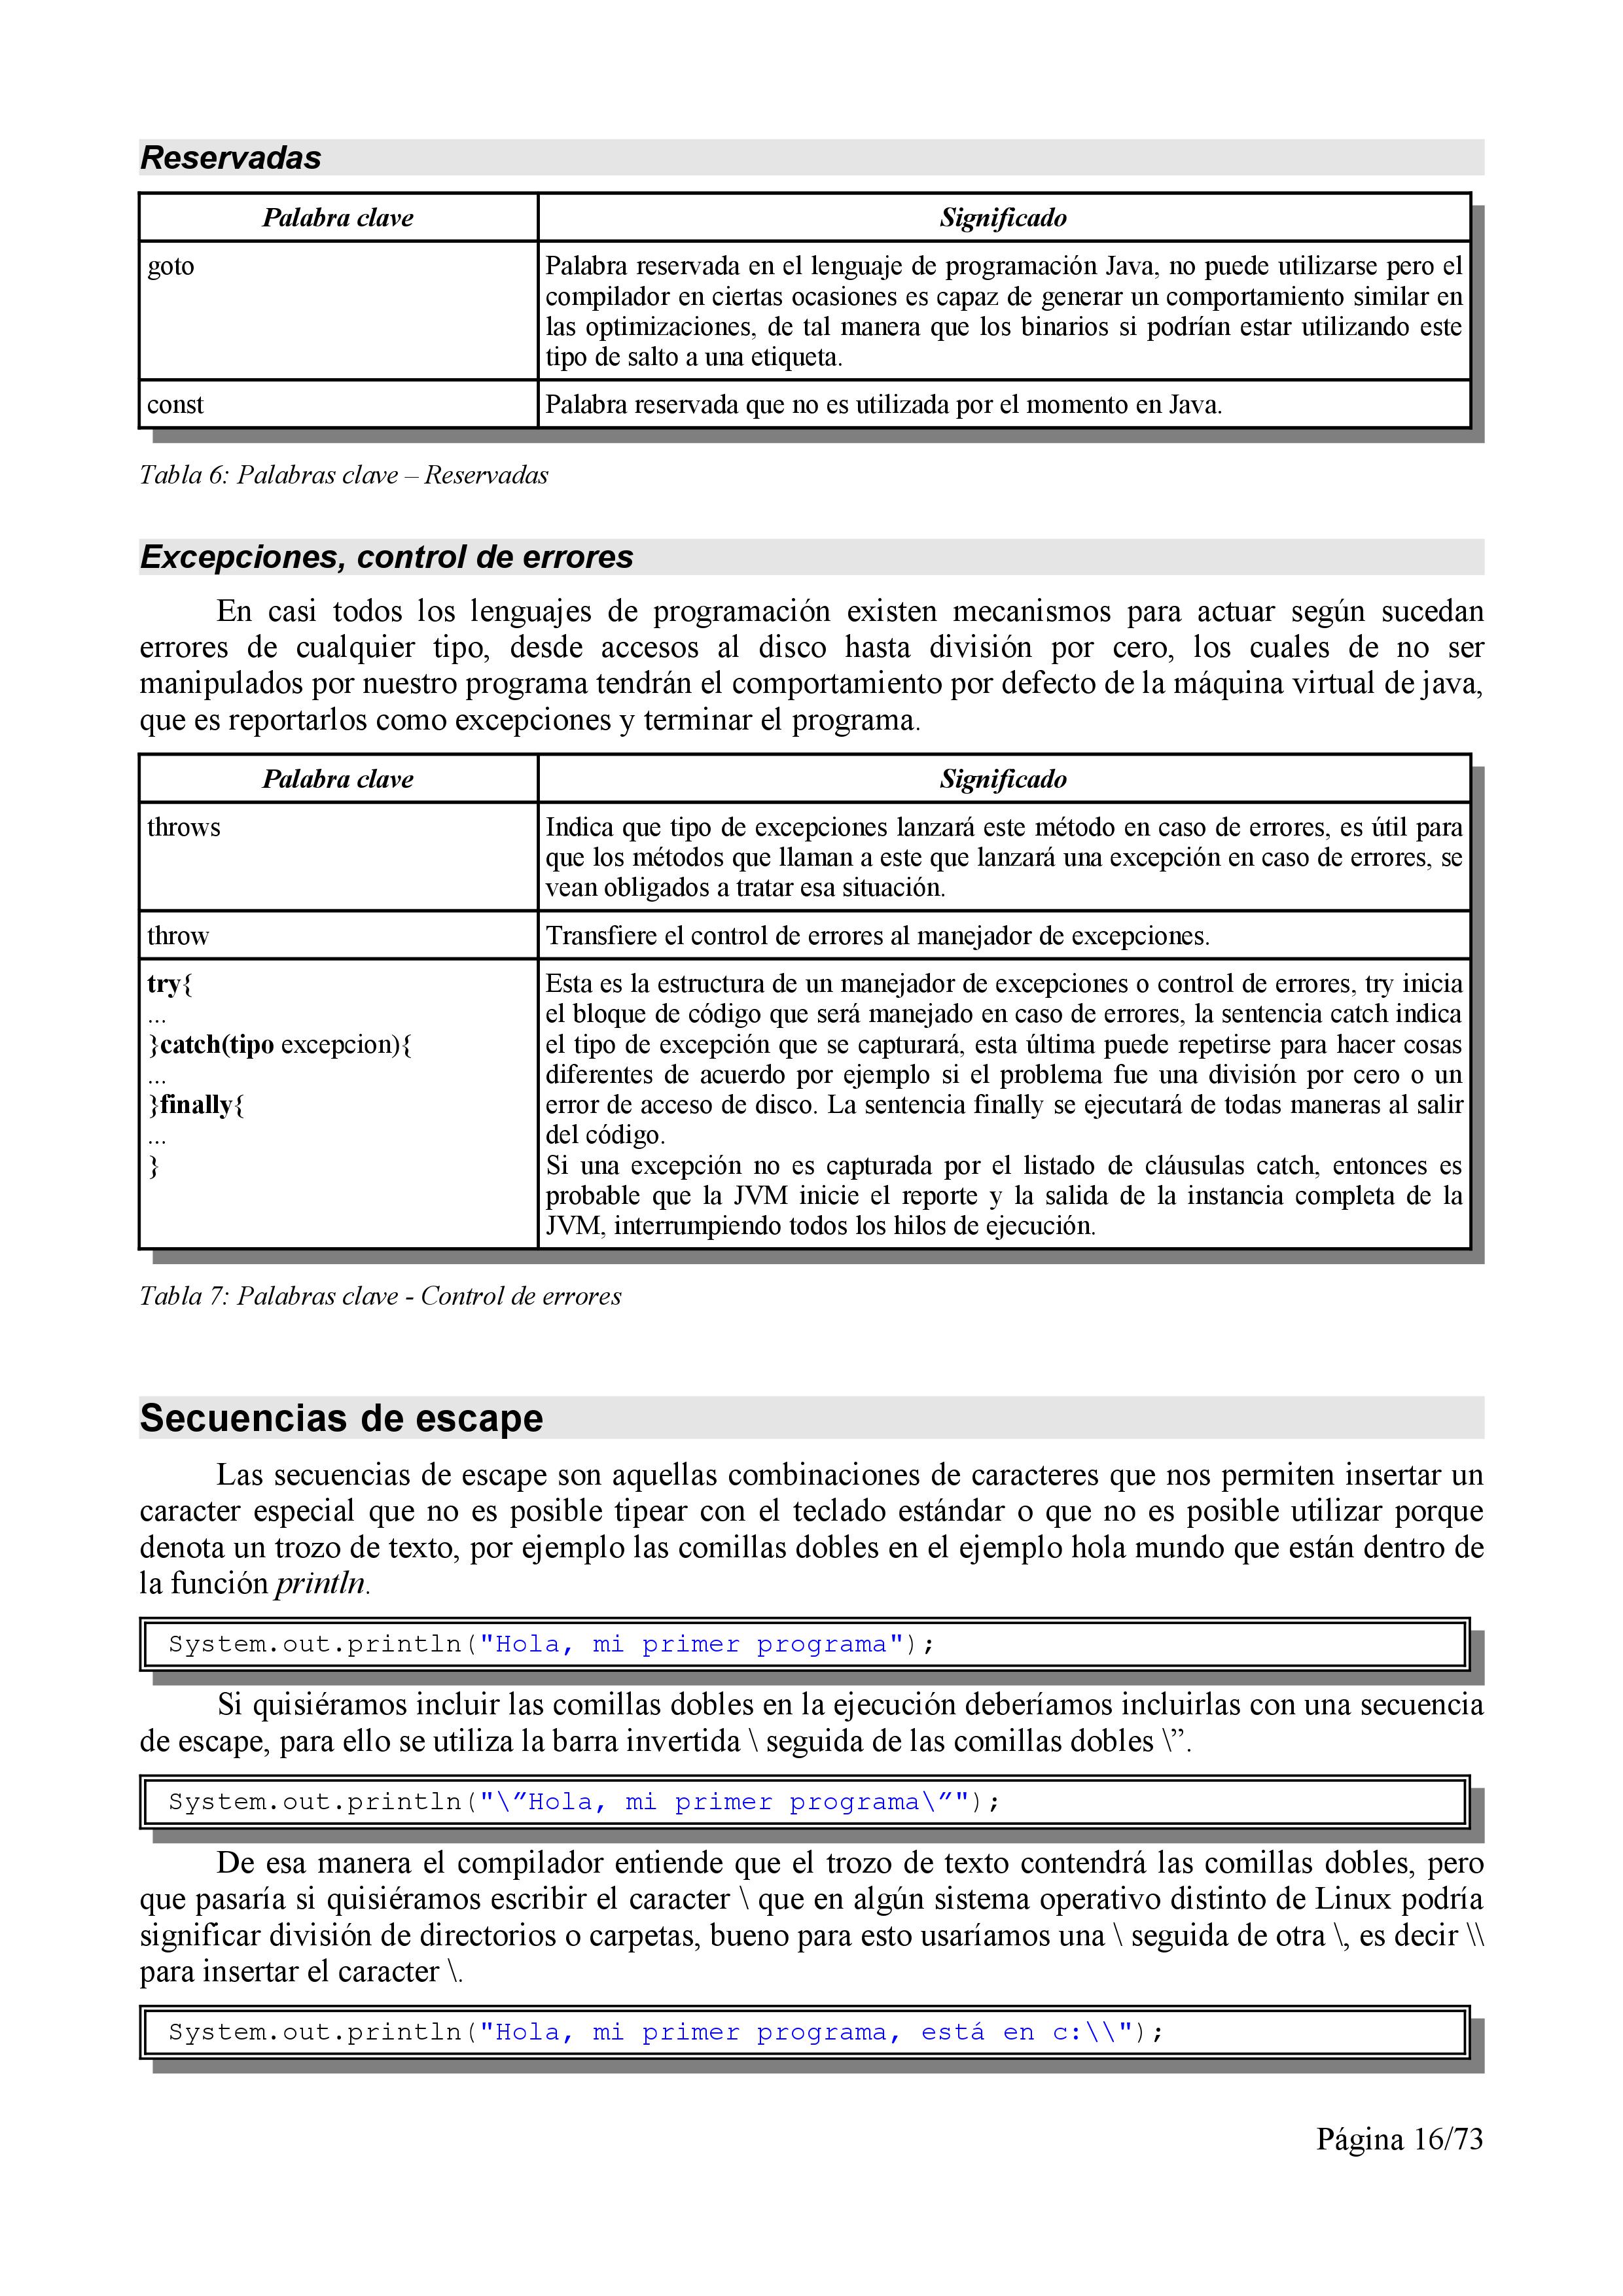 Reservadas
Palabra clave
Significado
goto
Palabra reservada en el lenguaje de programación Java, no puede utilizarse pero el
compilador en ciertas ocasiones es capaz de generar un comportamiento similar en
las optimizaciones, de tal manera que los binarios si podrían estar utilizando este
tipo de salto a una etiqueta.
const
Palabra reservada que no es utilizada por el momento en Java.
Tabla 6: Palabras clave – Reservadas
Excepciones, control de errores
En casi todos los lenguajes de programación existen mecanismos para actuar según sucedan
errores de cualquier tipo, desde accesos al disco hasta división por cero, los cuales de no ser
manipulados por nuestro programa tendrán el comportamiento por defecto de la máquina virtual de java,
que es reportarlos como excepciones y terminar el programa.
Palabra clave
Significado
throws
Indica que tipo de excepciones lanzará este método en caso de errores, es útil para
que los métodos que llaman a este que lanzará una excepción en caso de errores, se
vean obligados a tratar esa situación.
throw
Transfiere el control de errores al manejador de excepciones.
try{
...
}catch(tipo excepcion){
...
}finally{
...
}
Esta es la estructura de un manejador de excepciones o control de errores, try inicia
el bloque de código que será manejado en caso de errores, la sentencia catch indica
el tipo de excepción que se capturará, esta última puede repetirse para hacer cosas
diferentes de acuerdo por ejemplo si el problema fue una división por cero o un
error de acceso de disco. La sentencia finally se ejecutará de todas maneras al salir
del código.
Si una excepción no es capturada por el listado de cláusulas catch, entonces es
probable que la JVM inicie el reporte y la salida de la instancia completa de la
JVM, interrumpiendo todos los hilos de ejecución.
Tabla 7: Palabras clave - Control de errores
Secuencias de escape
Las secuencias de escape son aquellas combinaciones de caracteres que nos permiten insertar un
caracter especial que no es posible tipear con el teclado estándar o que no es posible utilizar porque
denota un trozo de texto, por ejemplo las comillas dobles en el ejemplo hola mundo que están dentro de
la función println.
System.out.println("Hola, mi primer programa");
Si quisiéramos incluir las comillas dobles en la ejecución deberíamos incluirlas con una secuencia
de escape, para ello se utiliza la barra invertida \ seguida de las comillas dobles \”.
System.out.println("\”Hola, mi primer programa\”");
De esa manera el compilador entiende que el trozo de texto contendrá las comillas dobles, pero
que pasaría si quisiéramos escribir el caracter \ que en algún sistema operativo distinto de Linux podría
significar división de directorios o carpetas, bueno para esto usaríamos una \ seguida de otra \, es decir \\
para insertar el caracter \.
System.out.println("Hola, mi primer programa, está en c:\\");
Página 16/73